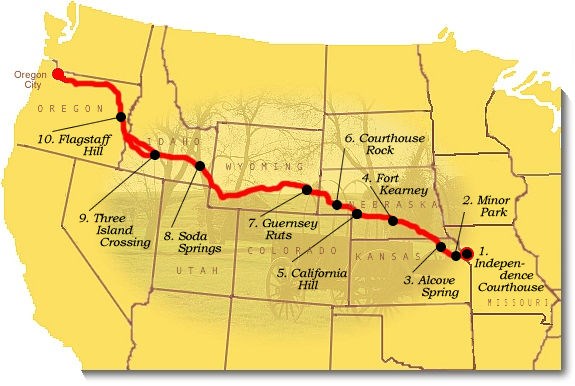 Oregon
City
OREGON
10. Flagstaff
Hill
IDAHO
WYOMING
6. Courthouse
Rock
4. Fort
Kearney
NEBRASKA
2. Minor
Park
9. Three
Island
Crossing
8. Soda
Springs
7. Guernsey
Ruts
COLORADO
UTAH
5. California
Hill
KANSAS
3. Alcove
Spring
1.
Indepen-
dence
Courthouse
MISSOURI